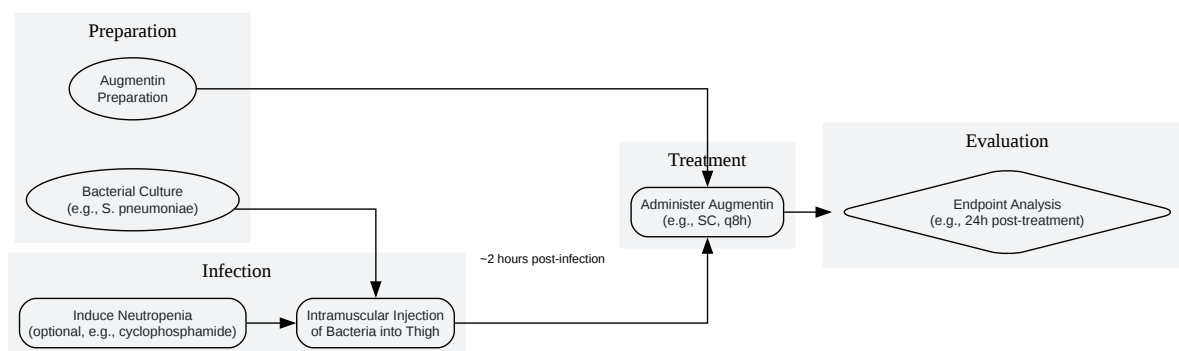 Preparation
Augmentin
Preparation
Bacterial Culture
(e.g., S. pneumoniae)
Infection
Induce Neutropenia
(optional, e.g., cyclophosphamide)
Intramuscular Injection
of Bacteria into Thigh
~2 hours post-infection
Treatment
Administer Augmentin
(e.g., SC, q8h)
Evaluation
Endpoint Analysis
(e.g., 24h post-treatment)